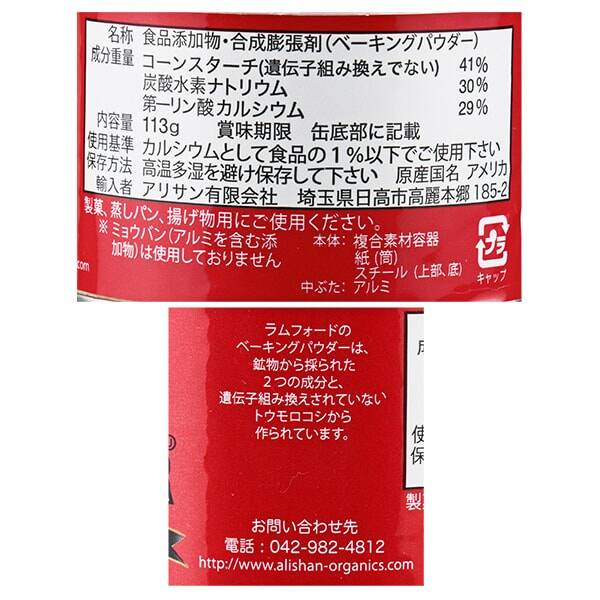 名称 食品添加物・合成膨張剤(ベーキングパウダー)
成分重量 コーンスターチ(遺伝子組み換えでない) 41%
炭酸水素ナトリウム 30%
第一リン酸カルシウム 29%
内容量 113g 賞味期限 缶底部に記載
使用基準 カルシウムとして食品の1%以下でご使用下さい
保存方法 高温多湿を避け保存して下さい 原産国名 アメリカ
輸入者 アリサン有限会社 埼玉県日高市高麗本郷185-2
製菓、蒸しパン、揚げ物用にご使用ください。
※ ミョウバン(アルミを含む添
加物)は使用しておりません
.com
本体: 複合素材容器
紙 (筒)
スチール (上部、底)
中ぶた: アルミ
プラ
キャップ
ラムフォードの
ベーキングパウダーは、
鉱物から採られた
2つの成分と、
遺伝子組み換えされていない
トウモロコシから
作られています。
お問い合わせ先
電話:042-982-4812
http://www.alishan-organics.com/
使
保
製